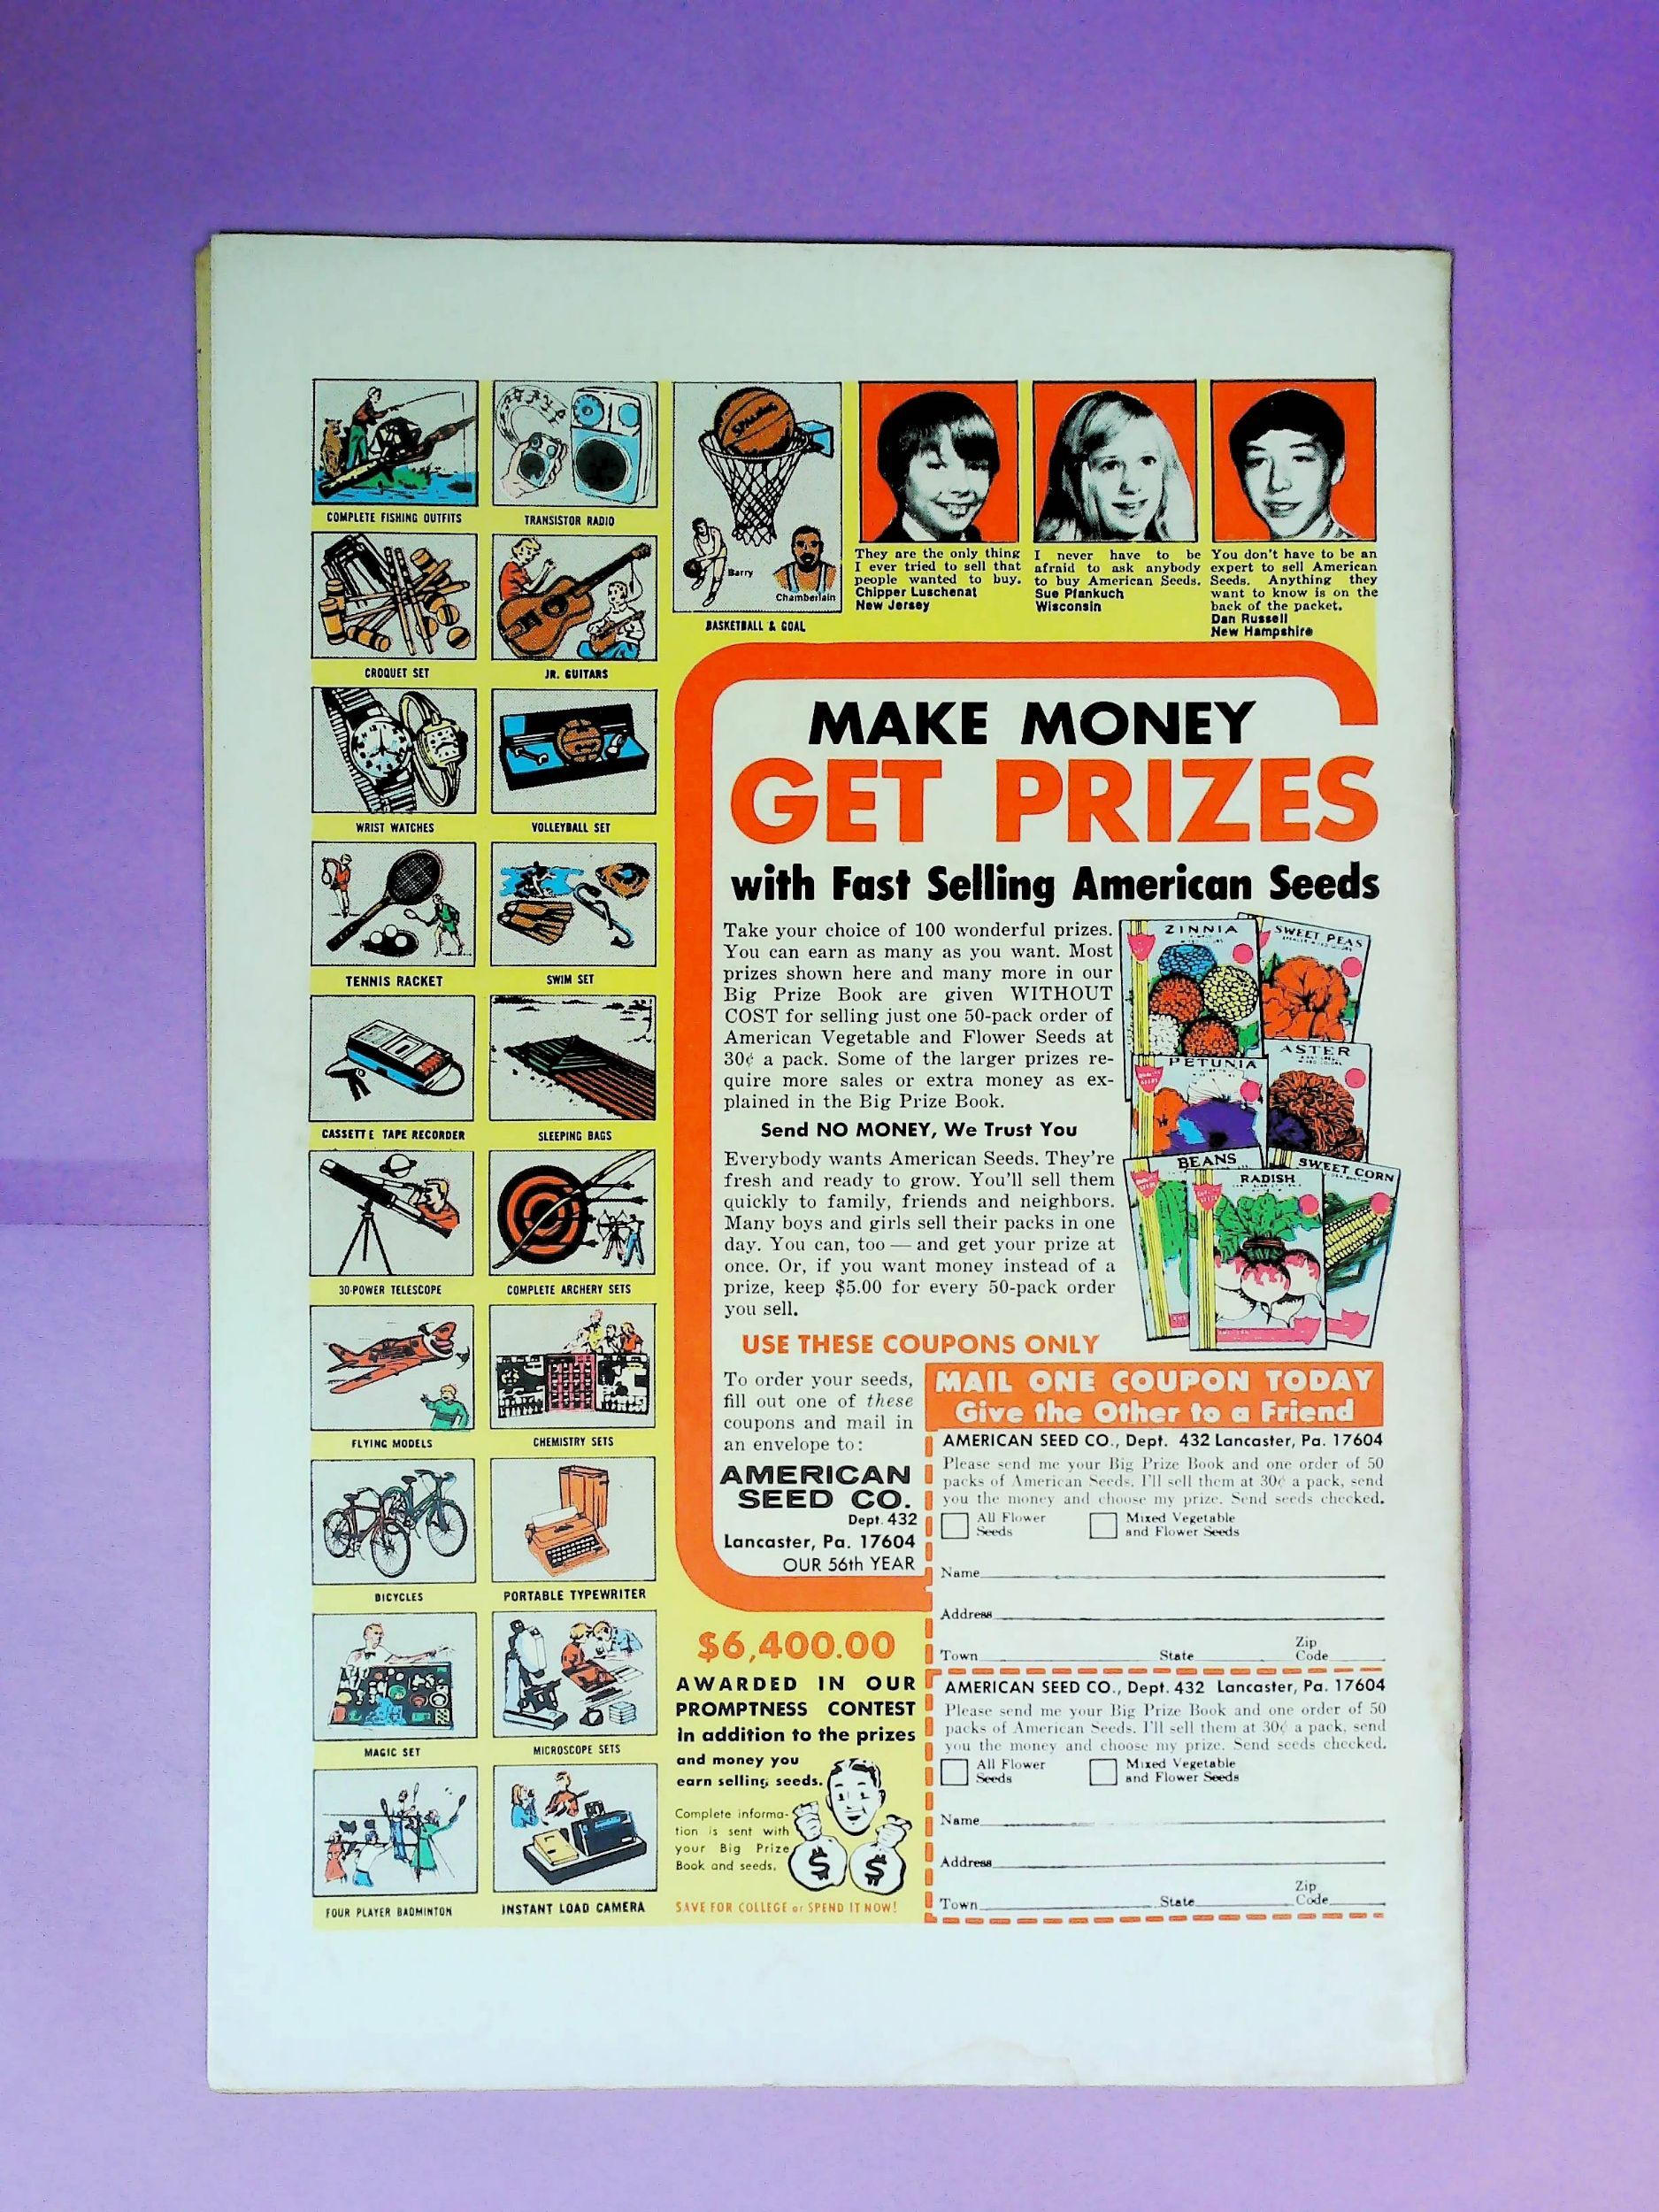 COMPLETE FISHING OUTFITS
TRANSISTOR RADIO
CROQUET SET
JR. GUITARS
WRIST WATCHES
VOLLEYBALL SET
TENNIS RACKET
SWIM SET
CASSETTE TAPE RECORDER
SLEEPING BAGS
30-POWER TELESCOPE
COMPLETE ARCHERY SETS
FLYING MODELS
CHEMISTRY SETS
BICYCLES
PORTABLE TYPEWRITER
MAGIC SET
MICROSCOPE SETS
FOUR PLAYER BADMINTON
INSTANT LOAD CAMERA
SPALDING
Barry
Chamberlain
BASKETBALL & GOAL
They are the only thing
I ever tried to sell that
people wanted to buy.
Chipper Luschenat
New Jersey
I never have to be
afraid to ask anybody
to buy American Seeds.
Sue Pfankuch
Wisconsin
You don't have to be an
expert to sell American
Seeds. Anything they
want to know is on the
back of the packet.
Dan Russell
New Hampshire
MAKE MONEY
GET PRIZES
with Fast Selling American Seeds
Take your choice of 100 wonderful prizes.
You can earn as many as you want. Most
prizes shown here and many more in our
Big Prize Book are given WITHOUT
COST for selling just one 50-pack order of
American Vegetable and Flower Seeds at
30¢ a pack. Some of the larger prizes re-
quire more sales or extra money as ex-
plained in the Big Prize Book.
Send NO MONEY, We Trust You
Everybody wants American Seeds. They're
fresh and ready to grow. You'll sell them
quickly to family, friends and neighbors.
Many boys and girls sell their packs in one
day. You can, too — and get your prize at
once. Or, if you want money instead of a
prize, keep $5.00 for every 50-pack order
you sell.
ZINNIA
SWEET PEAS
PETUNIA
ASTER
BEANS
RADISH
SWEET CORN
USE THESE COUPONS ONLY
To order your seeds,
fill out one of these
coupons and mail in
an envelope to:
AMERICAN
SEED CO.
Dept. 432
Lancaster, Pa. 17604
OUR 56th YEAR
MAIL ONE COUPON TODAY
Give the Other to a Friend
AMERICAN SEED CO., Dept. 432 Lancaster, Pa. 17604
Please send me your Big Prize Book and one order of 50
packs of American Seeds. I'll sell them at 30¢ a pack, send
you the money and choose my prize. Send seeds checked.
All Flower
Seeds
Mixed Vegetable
and Flower Seeds
Name
Address
Town State Zip Code
AMERICAN SEED CO., Dept. 432 Lancaster, Pa. 17604
Please send me your Big Prize Book and one order of 50
packs of American Seeds. I'll sell them at 30¢ a pack, send
you the money and choose my prize. Send seeds checked.
All Flower
Seeds
Mixed Vegetable
and Flower Seeds
Name
Address
Town State Zip Code
$6,400.00
AWARDED IN OUR
PROMPTNESS CONTEST
in addition to the prizes
and money you
earn selling seeds.
Complete informa-
tion is sent with
your Big Prize
Book and seeds.
$ $
SAVE FOR COLLEGE or SPEND IT NOW!